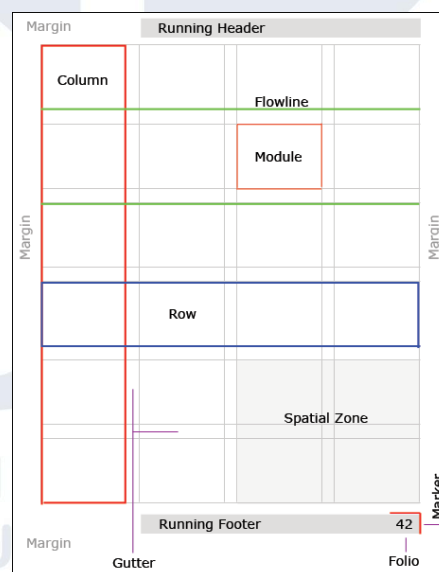 Margin
Running Header
Column
Flowline
Module
Margin
Margin
Row
Spatial Zone
Marker
Running Footer 42
Margin
Gutter
Folio